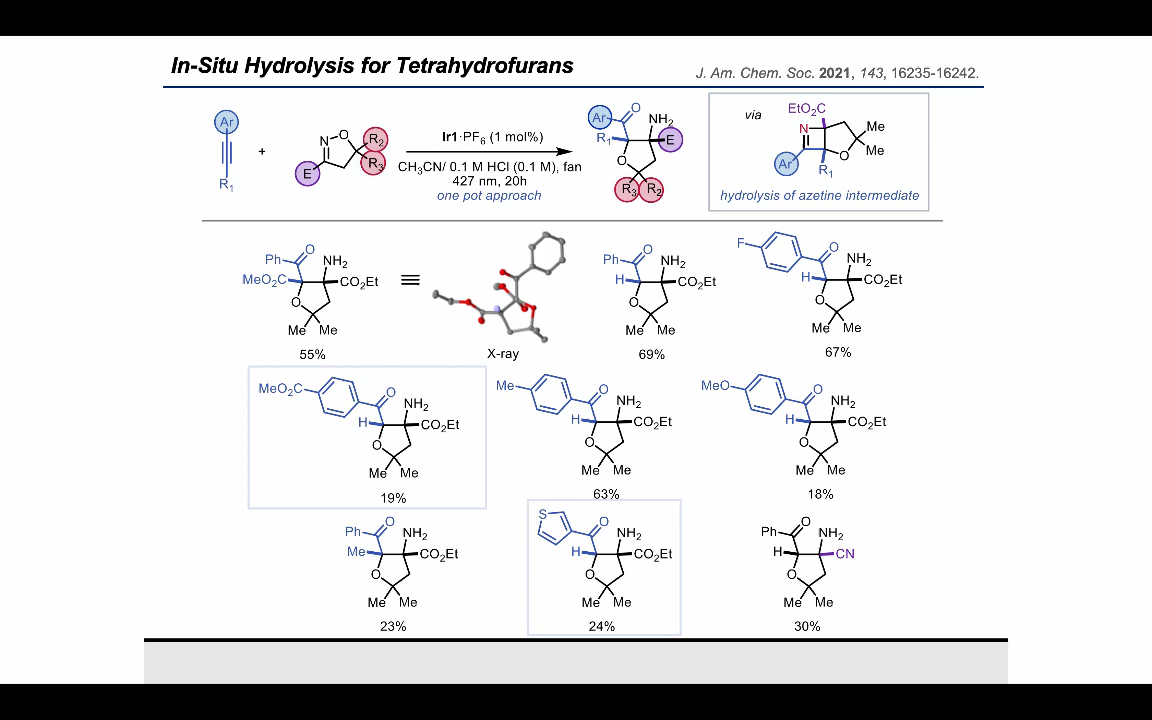 In-Situ Hydrolysis for Tetrahydrofurans
J. Am. Chem. Soc. 2021, 143, 16235-16242.
Ar
R1
+
N O
E
R2
R3
Ir1·PF6 (1 mol%)
CH3CN/ 0.1 M HCl (0.1 M), fan
427 nm, 20h
one pot approach
Ar O
NH2
R1 E
O
R3 R2
via
EtO2C
N
Me
Me
O
Ar
R1
hydrolysis of azetine intermediate
Ph O
NH2
MeO2C CO2Et
O
Me Me
55%
X-ray
Ph O
NH2
H CO2Et
O
Me Me
69%
F
O
NH2
H CO2Et
O
Me Me
67%
MeO2C
O
NH2
H CO2Et
O
Me Me
19%
Me
O
NH2
H CO2Et
O
Me Me
63%
MeO
O
NH2
H CO2Et
O
Me Me
18%
Ph O
NH2
Me CO2Et
O
Me Me
23%
S
O
NH2
H CO2Et
O
Me Me
24%
Ph O
NH2
H CN
O
Me Me
30%